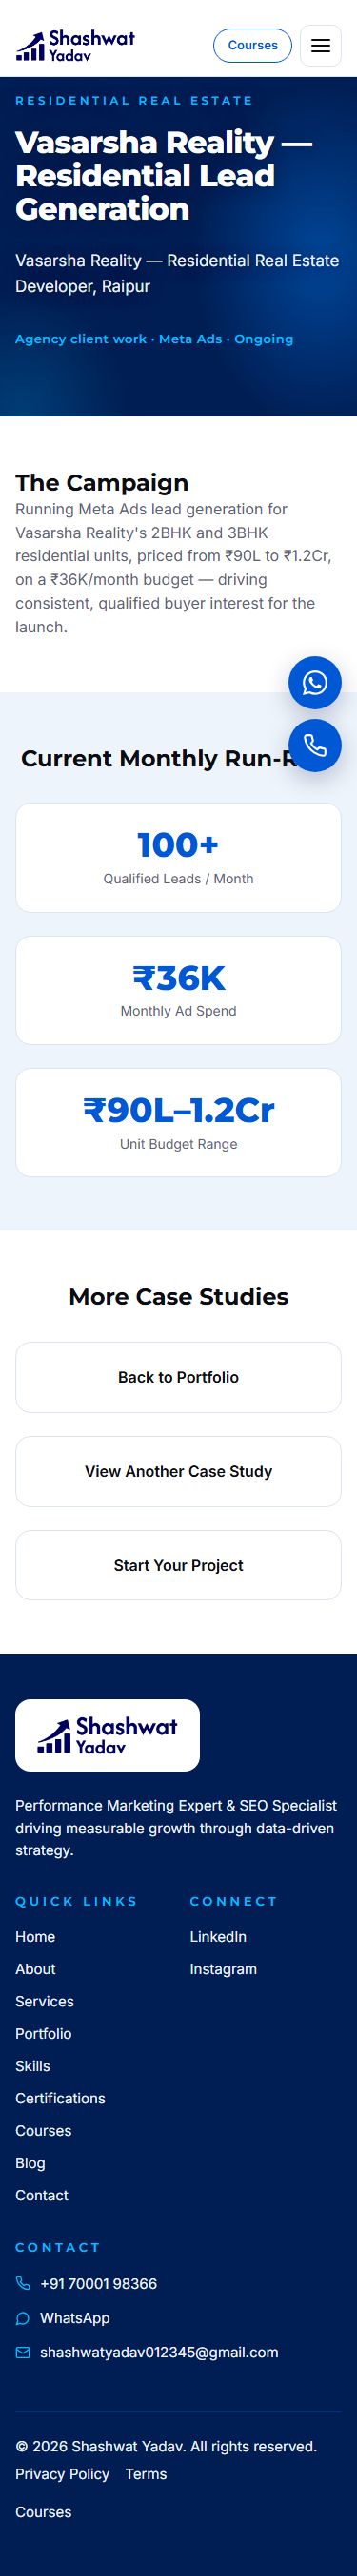 Shashwat
Yadav
Courses
RESIDENTIAL REAL ESTATE
Vasarsha Reality —
Residential Lead
Generation
Vasarsha Reality — Residential Real Estate
Developer, Raipur
Agency client work · Meta Ads · Ongoing
The Campaign
Running Meta Ads lead generation for
Vasarsha Reality's 2BHK and 3BHK
residential units, priced from ₹90L to ₹1.2Cr,
on a ₹36K/month budget — driving
consistent, qualified buyer interest for the
launch.
Current Monthly Run-
100+
Qualified Leads / Month
₹36K
Monthly Ad Spend
₹90L–1.2Cr
Unit Budget Range
More Case Studies
Back to Portfolio
View Another Case Study
Start Your Project
Shashwat
Yadav
Performance Marketing Expert & SEO Specialist
driving measurable growth through data-driven
strategy.
QUICK LINKS
Home
About
Services
Portfolio
Skills
Certifications
Courses
Blog
Contact
CONNECT
LinkedIn
Instagram
CONTACT
+91 70001 98366
WhatsApp
shashwatyadav012345@gmail.com
© 2026 Shashwat Yadav. All rights reserved.
Privacy Policy Terms
Courses